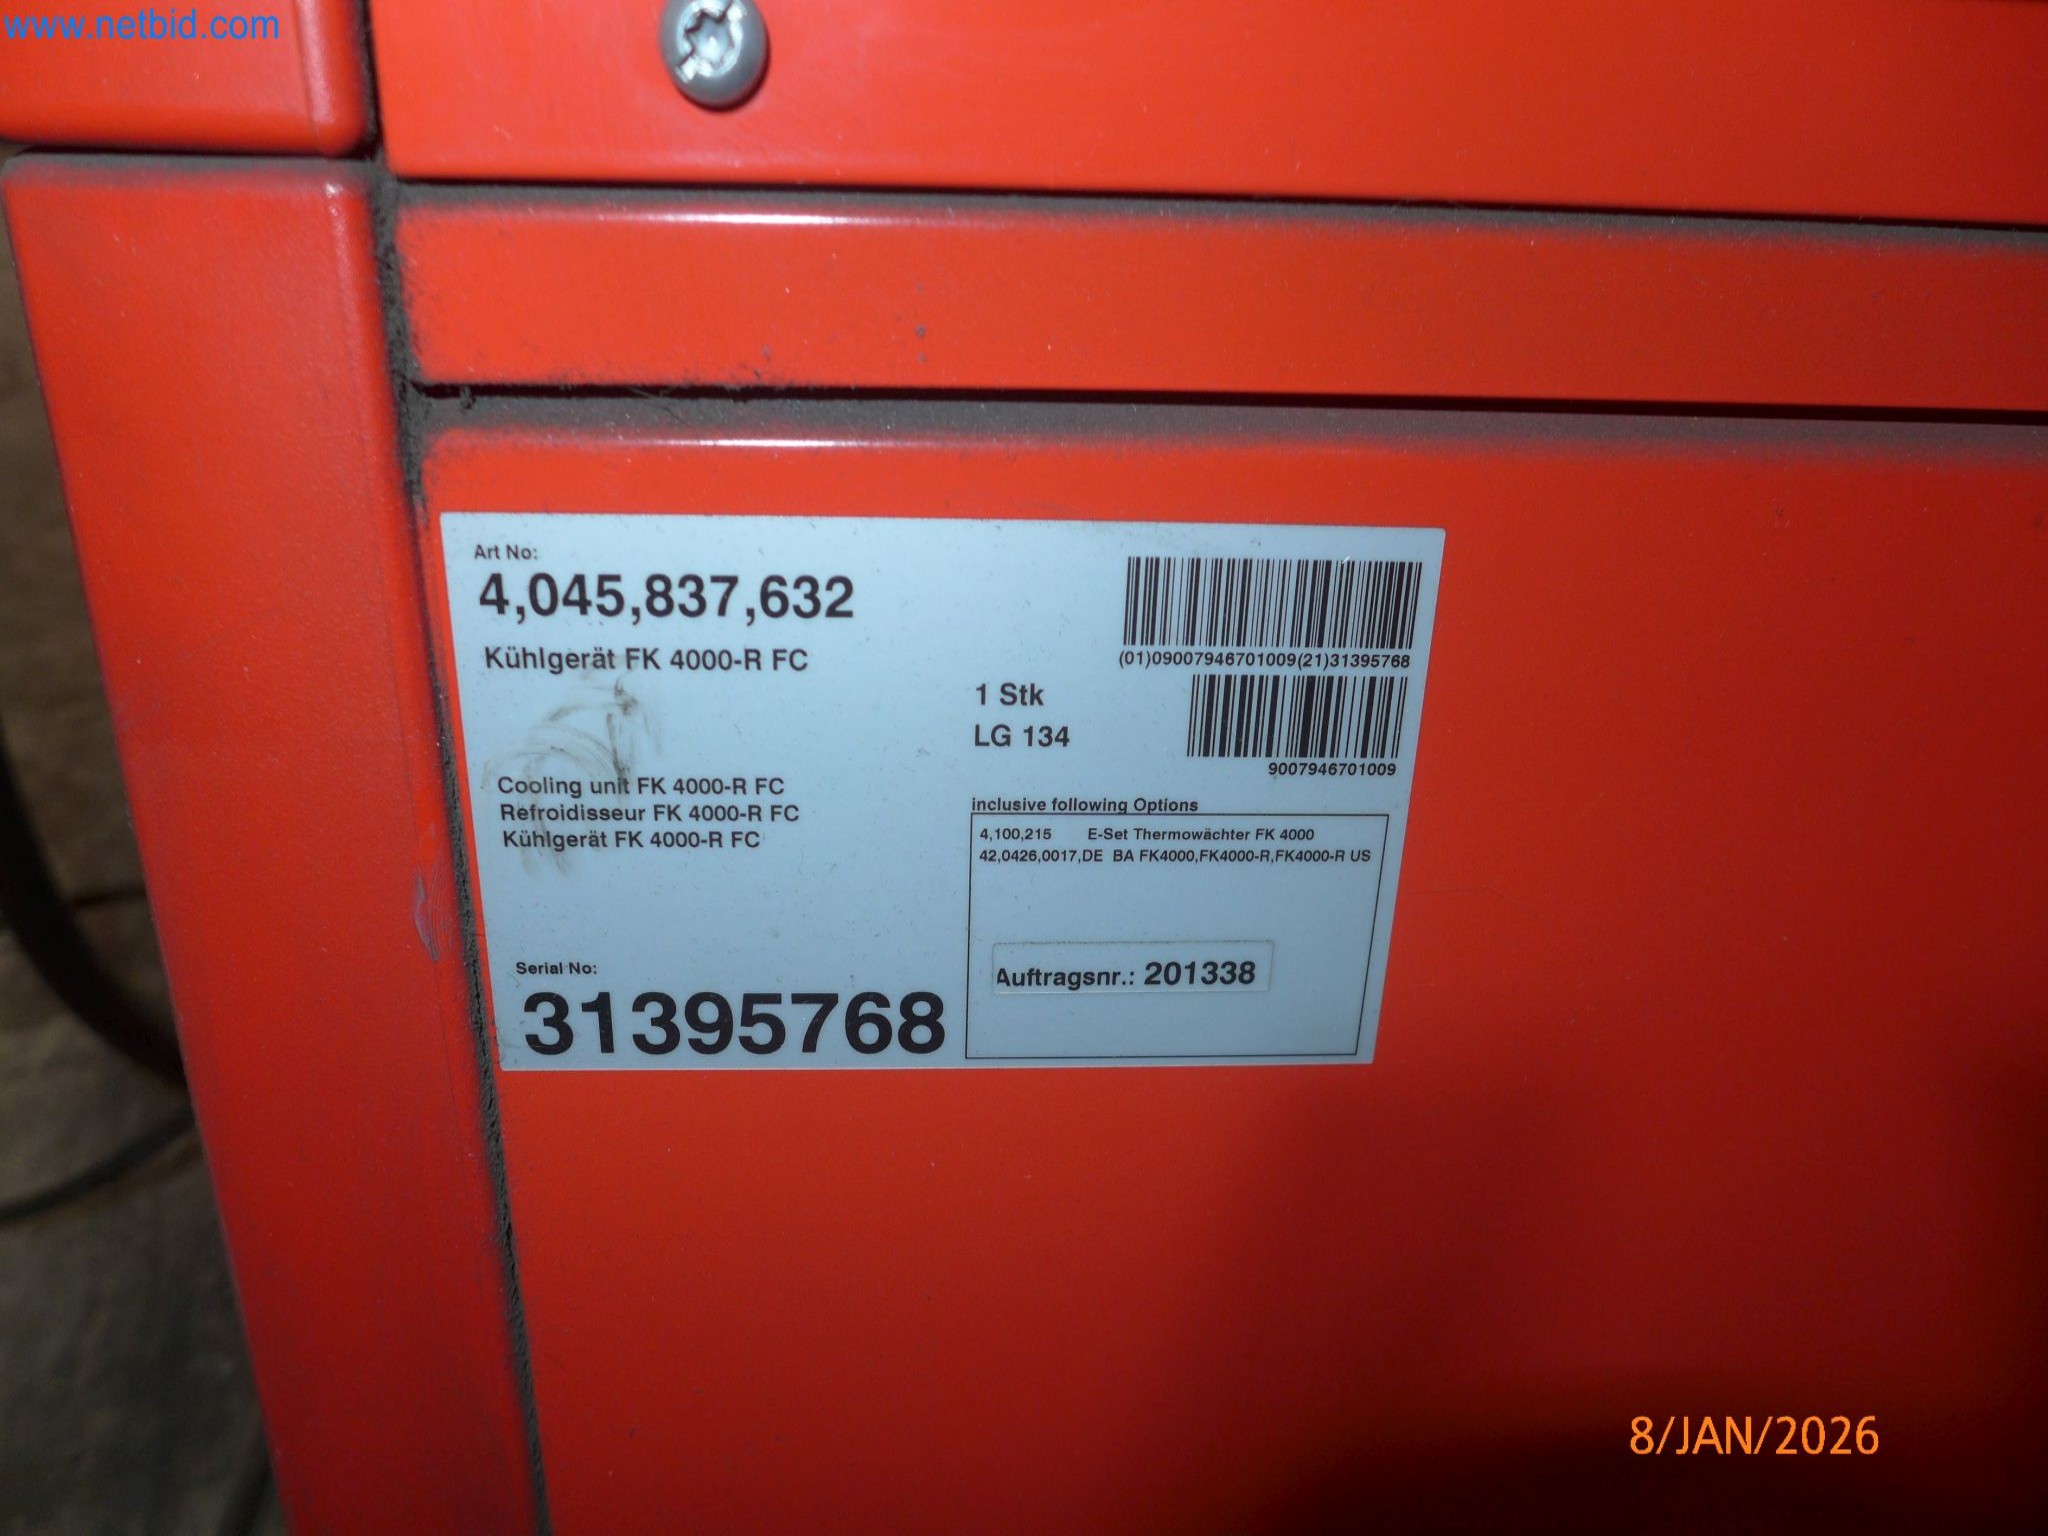 www.netbid.com
Art No:
4,045,837,632
Kühlgerät FK 4000-R FC
(01)09007946701009(21)31395768
1 Stk
LG 134
9007946701009
Cooling unit FK 4000-R FC
Refroidisseur FK 4000-R FC
Kühlgerät FK 4000-R FC
inclusive following Options
4,100,215 E-Set Thermowächter FK 4000
42,0426,0017,DE BA FK4000,FK4000-R,FK4000-R US
Auftragsnr.: 201338
Serial No:
31395768
8/JAN/2026